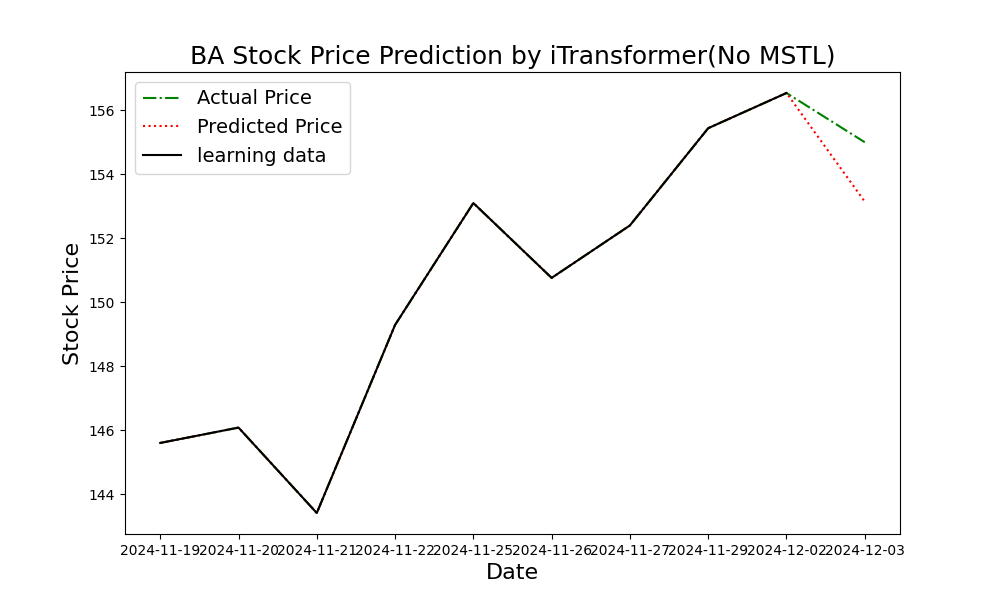 BA Stock Price Prediction by iTransformer(No MSTL)
Actual Price
Predicted Price
learning data
156
154
152
150
148
146
144
Stock Price
2024-11-19 2024-11-20 2024-11-21 2024-11-22 2024-11-25 2024-11-26 2024-11-27 2024-11-29 2024-12-02 2024-12-03
Date